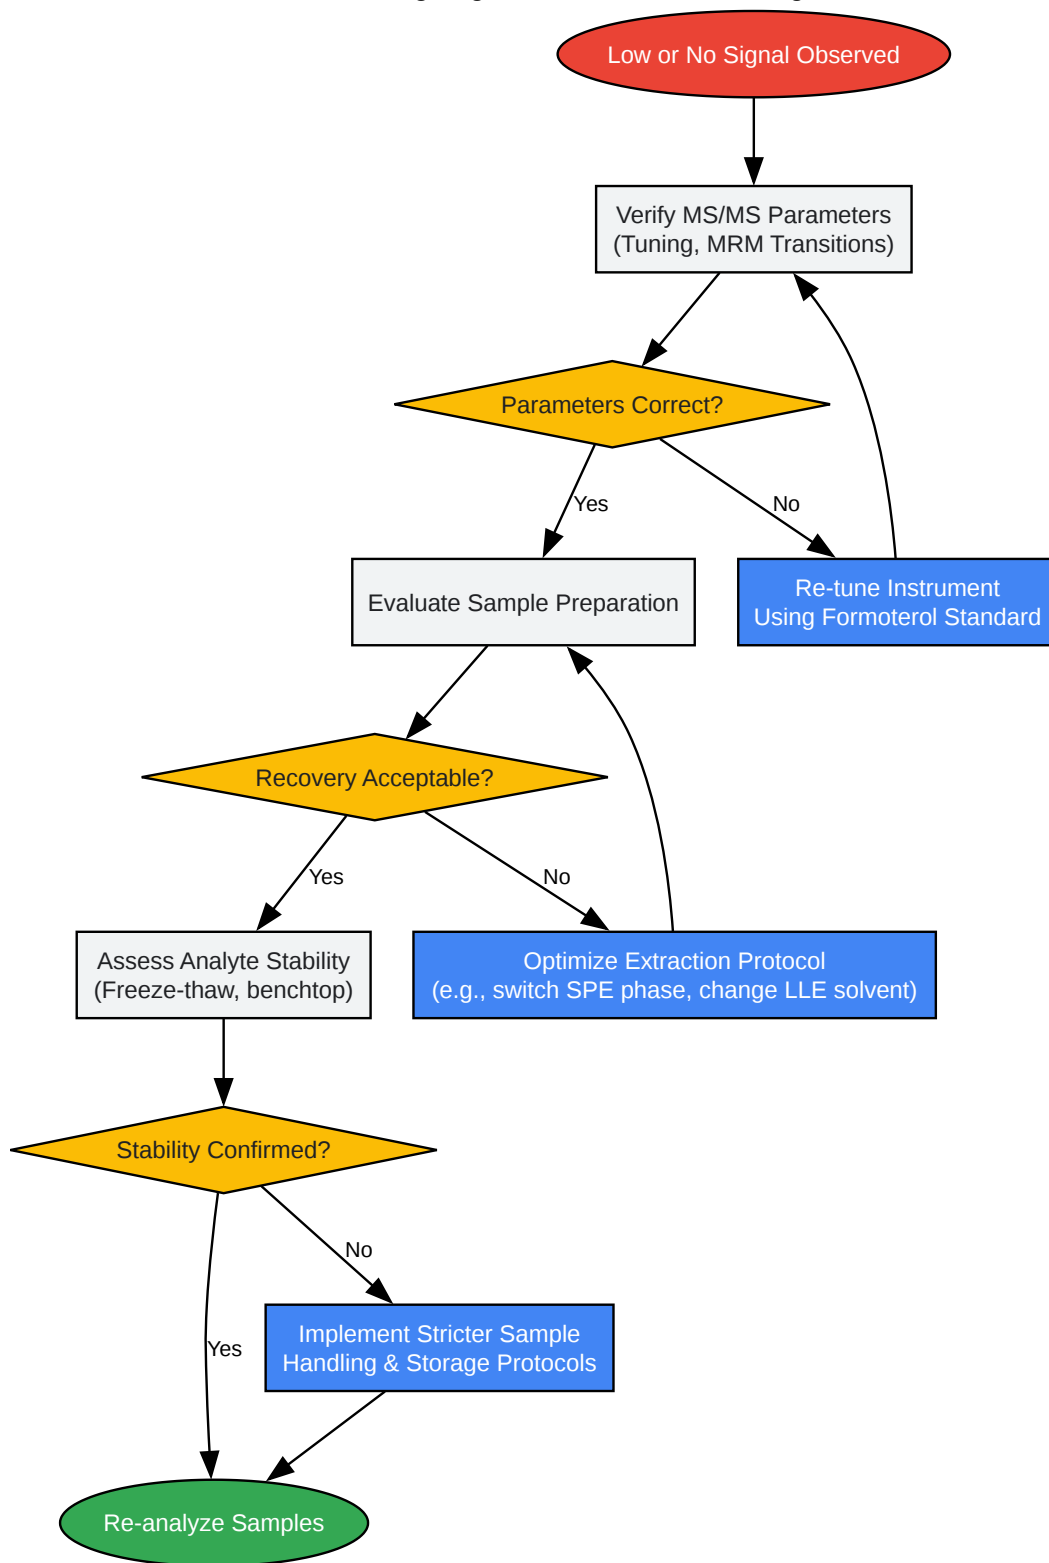 Low or No Signal Observed
Verify MS/MS Parameters
(Tuning, MRM Transitions)
Parameters Correct?
Yes
No
Evaluate Sample Preparation
Re-tune Instrument
Using Formoterol Standard
Recovery Acceptable?
Yes
No
Assess Analyte Stability
(Freeze-thaw, benchtop)
Optimize Extraction Protocol
(e.g., switch SPE phase, change LLE solvent)
Stability Confirmed?
No
Yes
Implement Stricter Sample
Handling & Storage Protocols
Re-analyze Samples